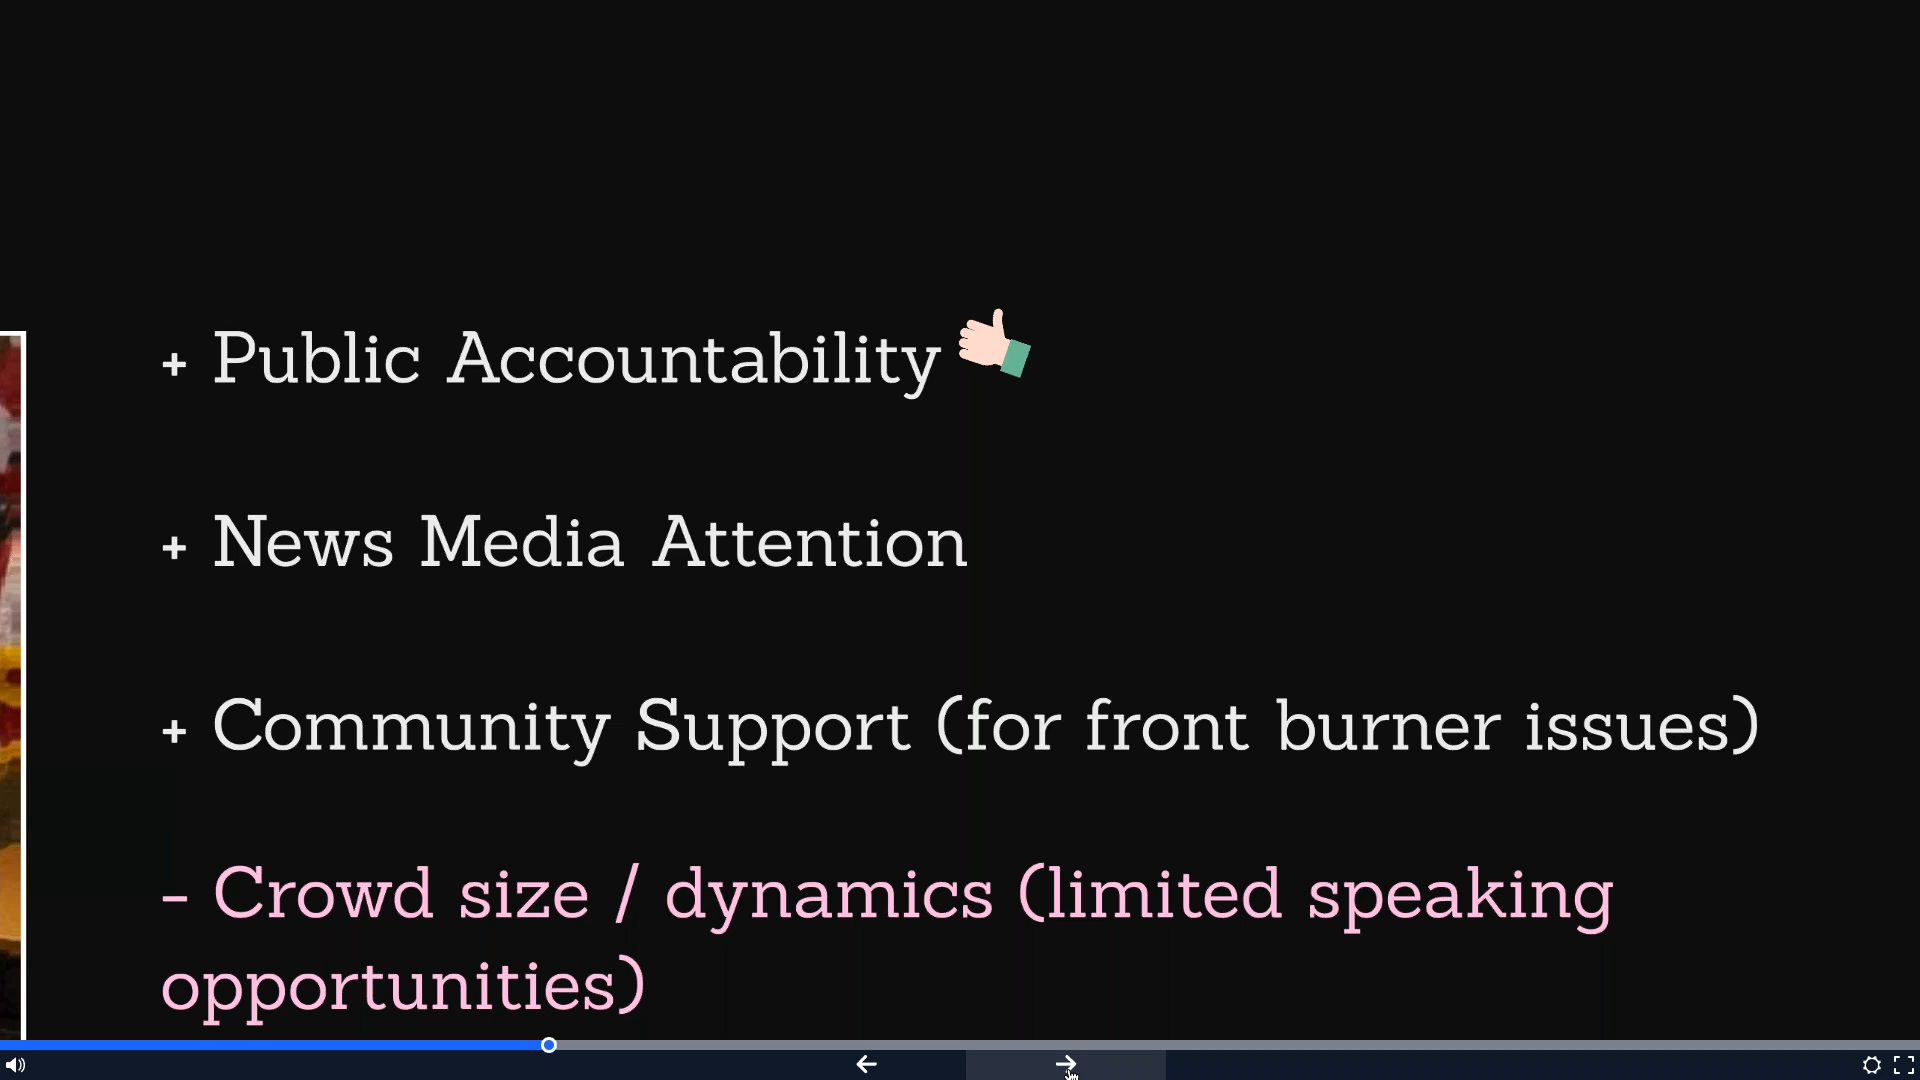 + Public Accountability
+ News Media Attention
+ Community Support (for front burner issues)
- Crowd size / dynamics (limited speaking
opportunities)